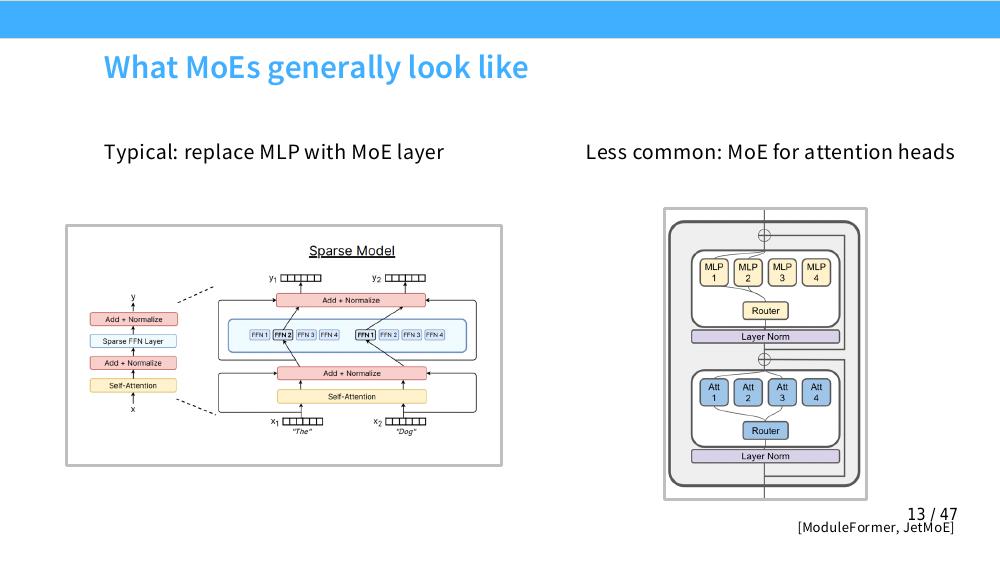 What MoEs generally look like
Typical: replace MLP with MoE layer
Less common: MoE for attention heads
Sparse Model
y1 y2
Add + Normalize
FFN 1 FFN 2 FFN 3 FFN 4 FFN 1 FFN 2 FFN 3 FFN 4
Add + Normalize
Self-Attention
x1 x2
"The" "Dog"
y
Add + Normalize
Sparse FFN Layer
Add + Normalize
Self-Attention
x
MLP 1 MLP 2 MLP 3 MLP 4
Router
Layer Norm
Att 1 Att 2 Att 3 Att 4
Router
Layer Norm
13 / 47
[ModuleFormer, JetMoE]